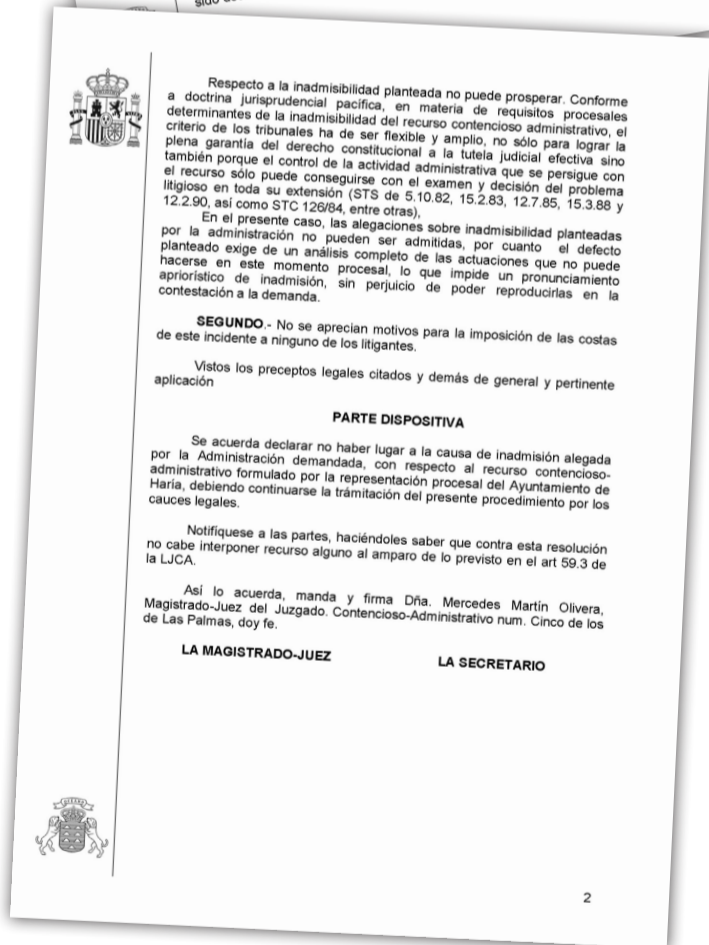 Respecto a la inadmisibilidad planteada no puede prosperar. Conforme
a doctrina jurisprudencial pacifica, en materia de requisitos procesales
determinantes de la inadmisibilidad del recurso contencioso administrativo, el
criterio de los tribunales ha de ser flexible y amplio, no sólo para lograr la
plena garantía del derecho constitucional a la tutela judicial efectiva sino
también porque el control de la actividad administrativa que se persigue con
el recurso sólo puede conseguirse con el examen y decisión del problema
litigioso en toda su extensión (STS de 5.10.82, 15.2.83, 12.7.85, 15.3.88 y
12.2.90, así como STC 126/84, entre otras),
En el presente caso, las alegaciones sobre inadmisibilidad planteadas
por la administración no pueden ser admitidas, por cuanto el defecto
planteado exige de un análisis completo de las actuaciones que no puede
hacerse en este momento procesal, lo que impide un pronunciamiento
apriorístico de inadmisión, sin perjuicio de poder reproducirlas en la
contestación a la demanda.
SEGUNDO.- No se aprecian motivos para la imposición de las costas
de este incidente a ninguno de los litigantes.
Vistos los preceptos legales citados y demás de general y pertinente
aplicación
PARTE DISPOSITIVA
Se acuerda declarar no haber lugar a la causa de inadmisión alegada
por la Administración demandada, con respecto al recurso contencioso-
administrativo formulado por la representación procesal del Ayuntamiento de
Haría, debiendo continuarse la trámitación del presente procedimiento por los
cauces legales.
Notifíquese a las partes, haciéndoles saber que contra esta resolución
no cabe interponer recurso alguno al amparo de lo previsto en el art 59.3 de
la LJCA.
Así lo acuerda, manda y firma Dña. Mercedes Martín Olivera,
Magistrado-Juez del Juzgado. Contencioso-Administrativo num. Cinco de los
de Las Palmas, doy fe.
LA MAGISTRADO-JUEZ LA SECRETARIO
2